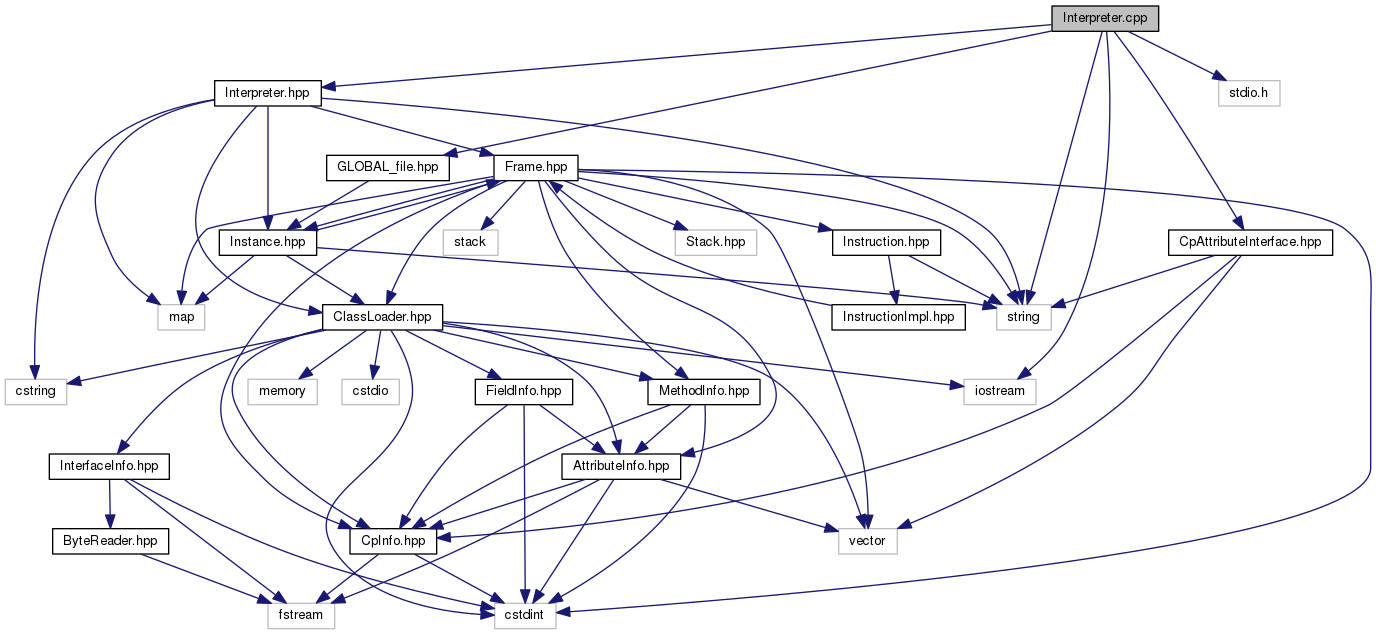 Interpreter.cpp
Interpreter.hpp
stdio.h
GLOBAL_file.hpp
Frame.hpp
Instance.hpp
stack
Stack.hpp
Instruction.hpp
CpAttributeInterface.hpp
map
ClassLoader.hpp
InstructionImpl.hpp
string
cstring
memory
cstdio
FieldInfo.hpp
MethodInfo.hpp
iostream
InterfaceInfo.hpp
AttributeInfo.hpp
ByteReader.hpp
CpInfo.hpp
vector
fstream
cstdint